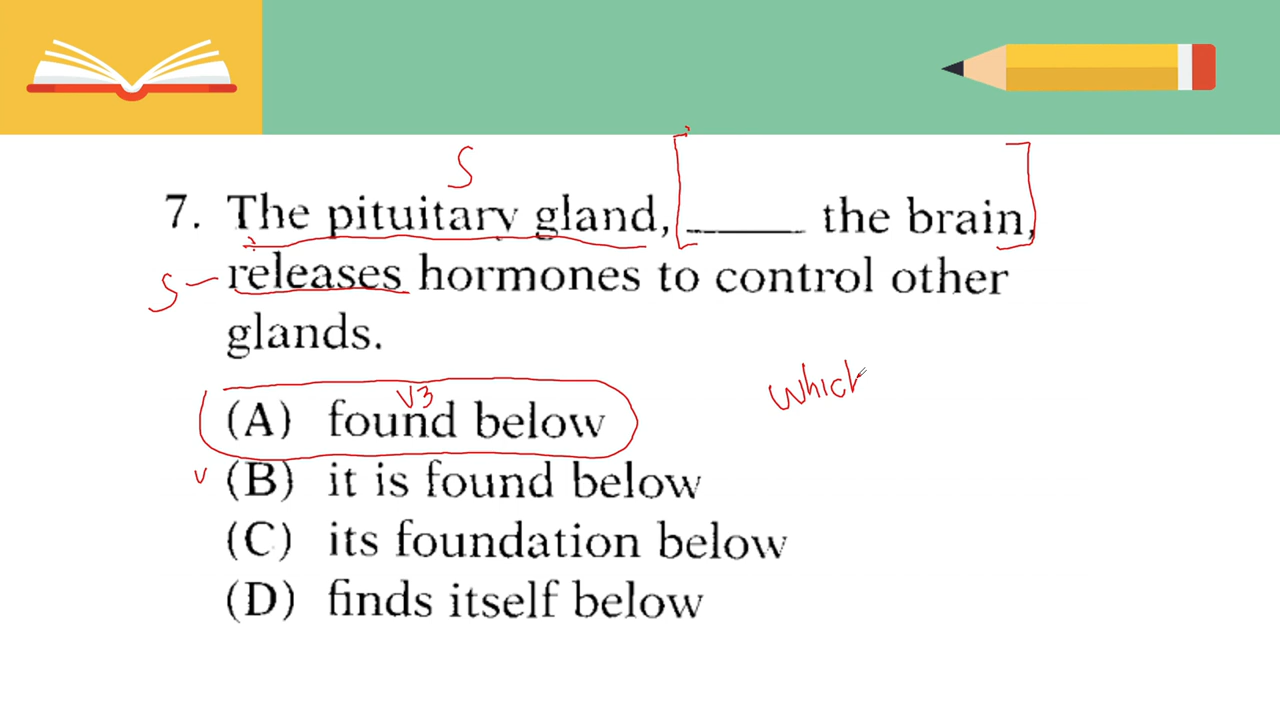 S
7. The pituitary gland, ______ the brain,
S releases hormones to control other
glands.
V3
(A) found below
which
v (B) it is found below
(C) its foundation below
(D) finds itself below